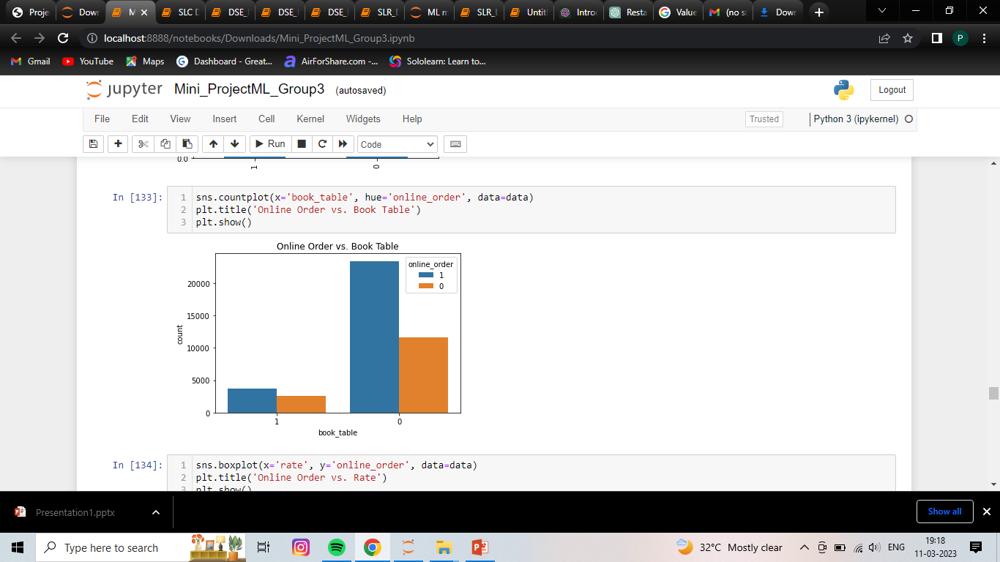 Proje
Down
M
SLC D
DSE_
DSE_
DSE_
SLR_I
ML m
SLR_I
Untit
Intro
Resta
Value
(no s
Down
localhost:8888/notebooks/Downloads/Mini_ProjectML_Group3.ipynb
P
Gmail
YouTube
Maps
Dashboard - Great...
AirForShare.com -...
Sololearn: Learn to...
jupyter Mini_ProjectML_Group3 (autosaved)
Logout
File Edit View Insert Cell Kernel Widgets Help
Trusted
Python 3 (ipykernel)
Run
Code
0.0
1
0
In [133]:
1 sns.countplot(x='book_table', hue='online_order', data=data)
2 plt.title('Online Order vs. Book Table')
3 plt.show()
Online Order vs. Book Table
online_order
1
0
20000
15000
10000
5000
0
count
1
0
book_table
In [134]:
1 sns.boxplot(x='rate', y='online_order', data=data)
2 plt.title('Online Order vs. Rate')
3 plt.show()
Presentation1.pptx
Show all
Type here to search
32°C Mostly clear
ENG
19:18
11-03-2023